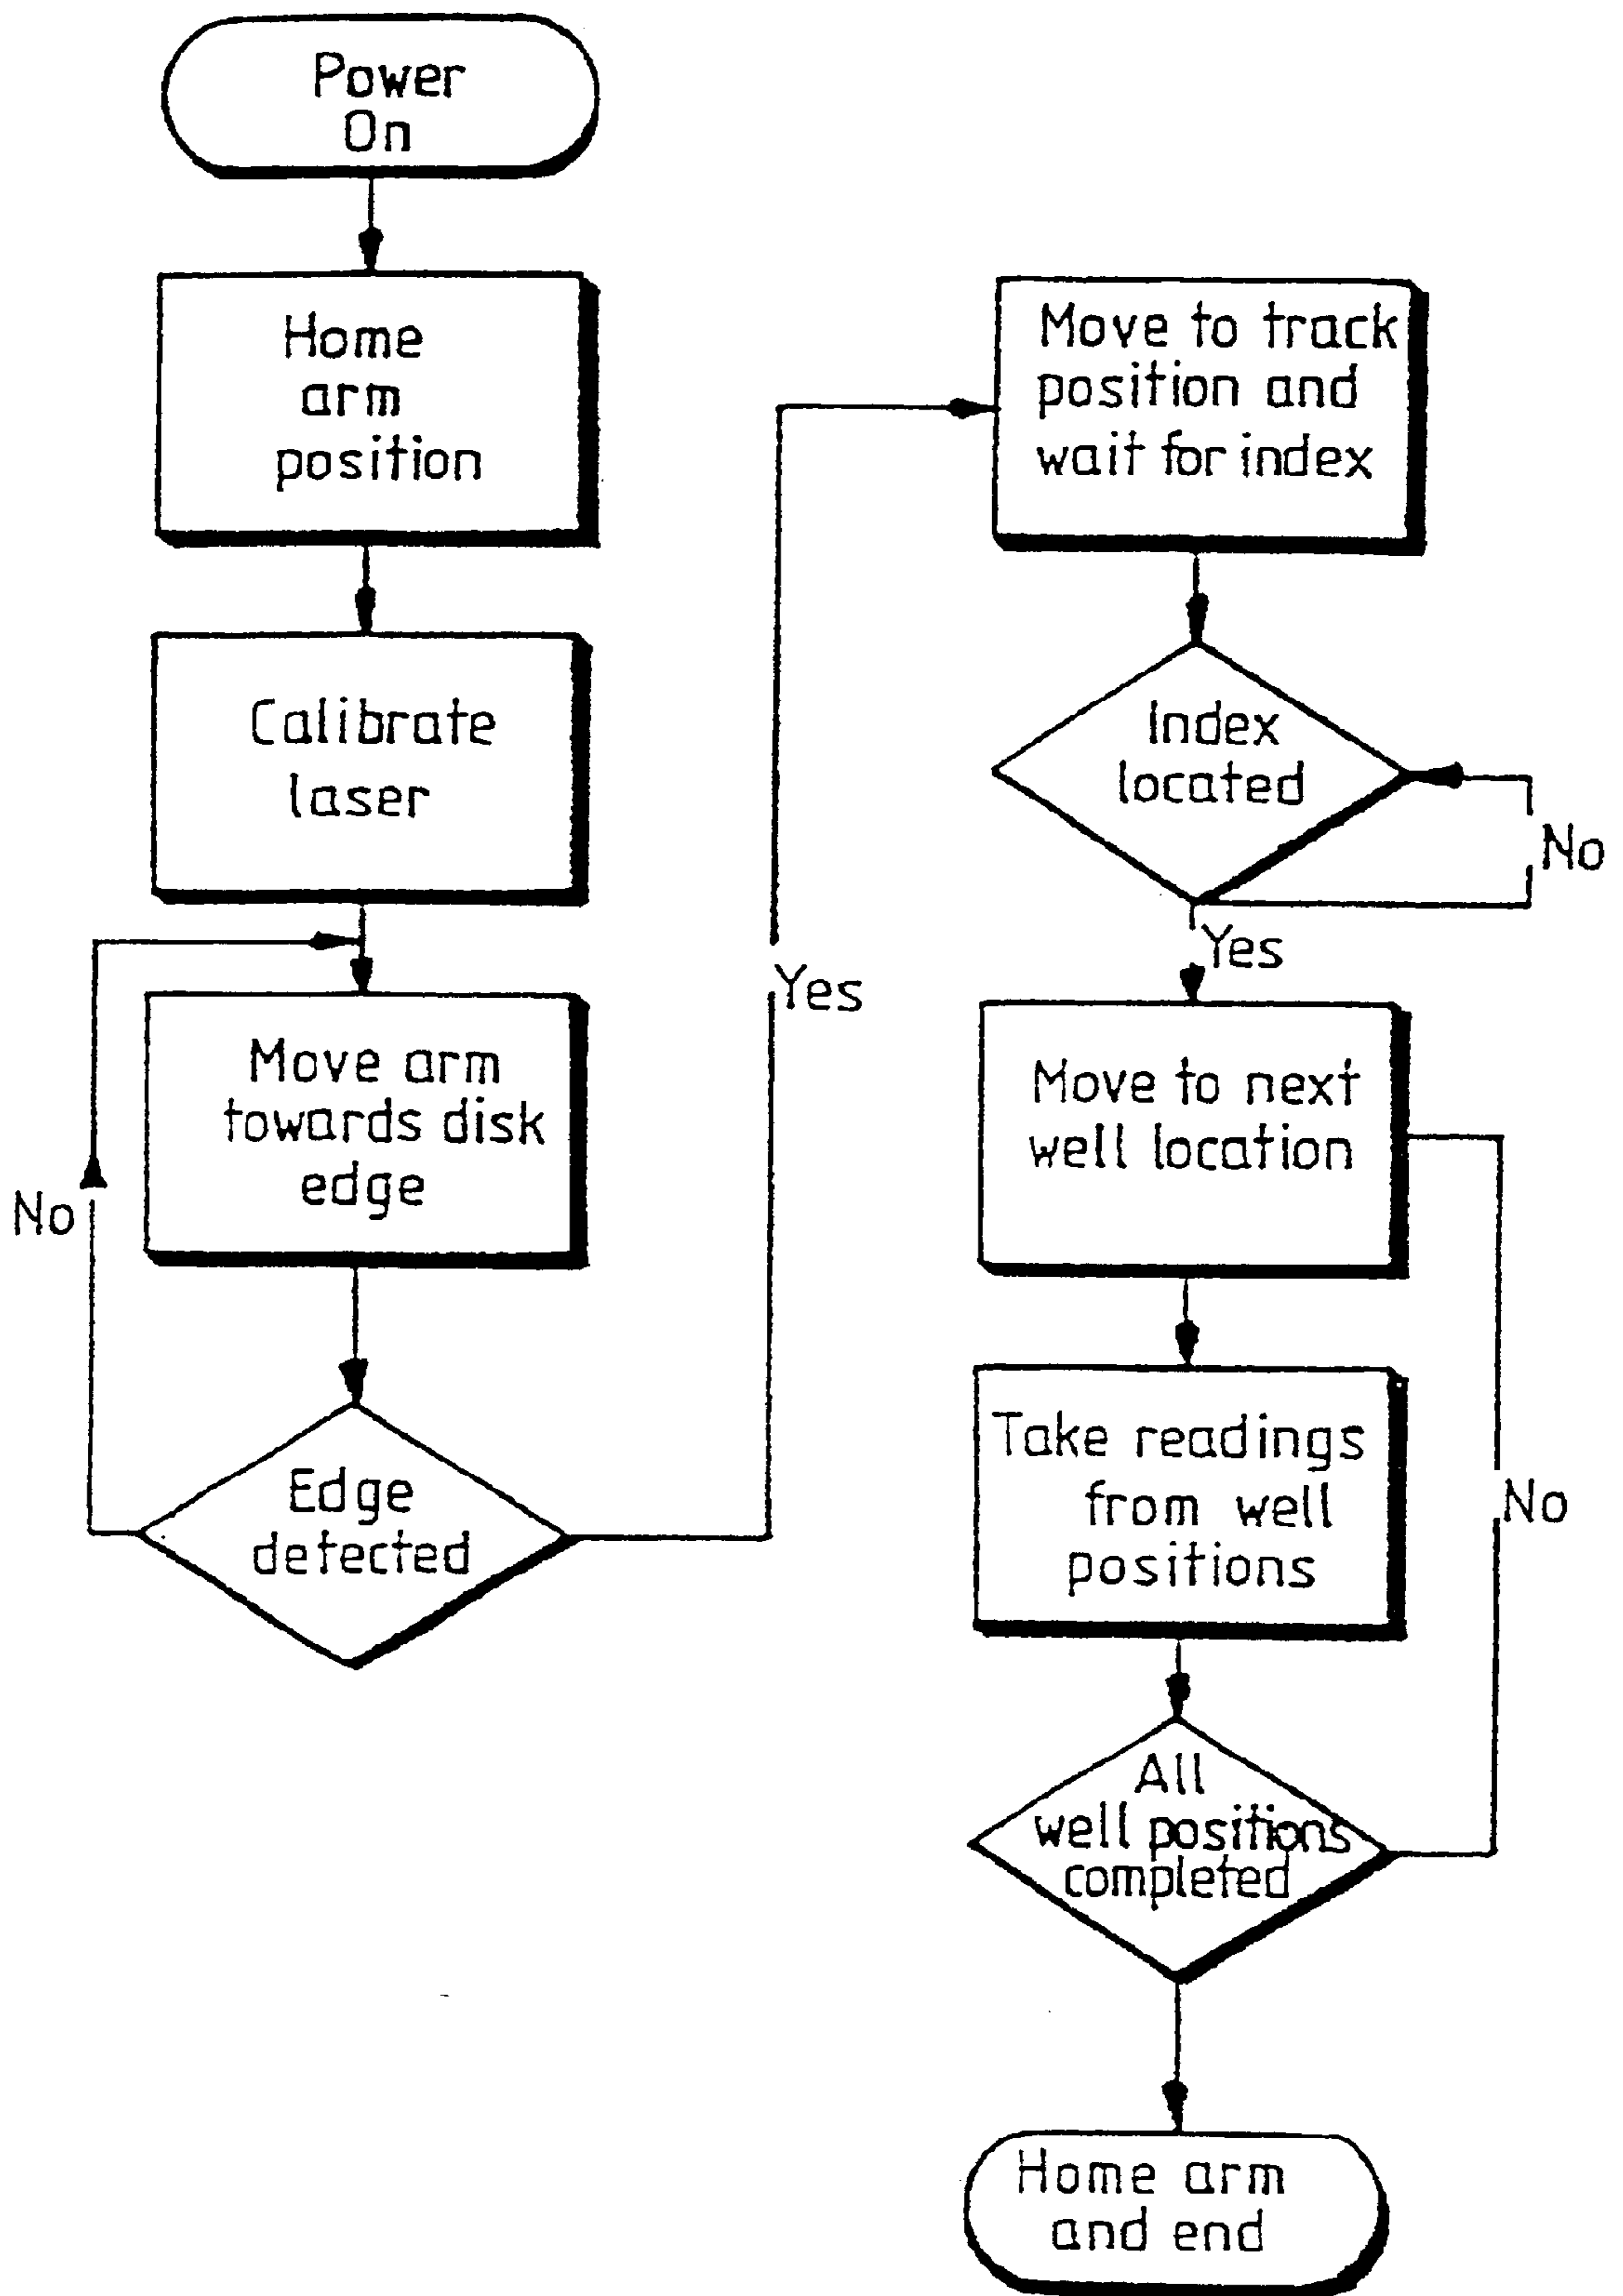 Power
On
Home
arm
position
Calibrate
laser
Move arm
towards disk
edge
No
Edge
detected
Yes
Move to track
position and
wait for index
Index
located
No
Yes
Move to next
well location
Take readings
from well
positions
No
All
well positions
completed
Home arm
and end